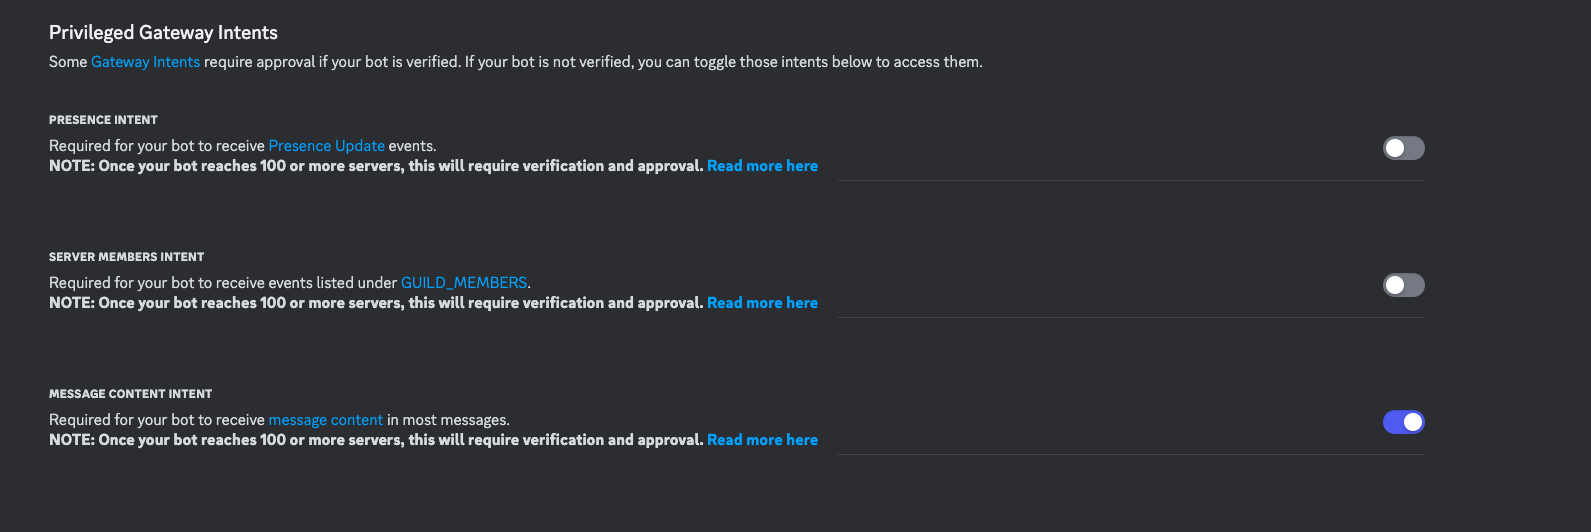 Privileged Gateway Intents
Some Gateway Intents require approval if your bot is verified. If your bot is not verified, you can toggle those intents below to access them.
PRESENCE INTENT
Required for your bot to receive Presence Update events.
NOTE: Once your bot reaches 100 or more servers, this will require verification and approval. Read more here
SERVER MEMBERS INTENT
Required for your bot to receive events listed under GUILD_MEMBERS.
NOTE: Once your bot reaches 100 or more servers, this will require verification and approval. Read more here
MESSAGE CONTENT INTENT
Required for your bot to receive message content in most messages.
NOTE: Once your bot reaches 100 or more servers, this will require verification and approval. Read more here